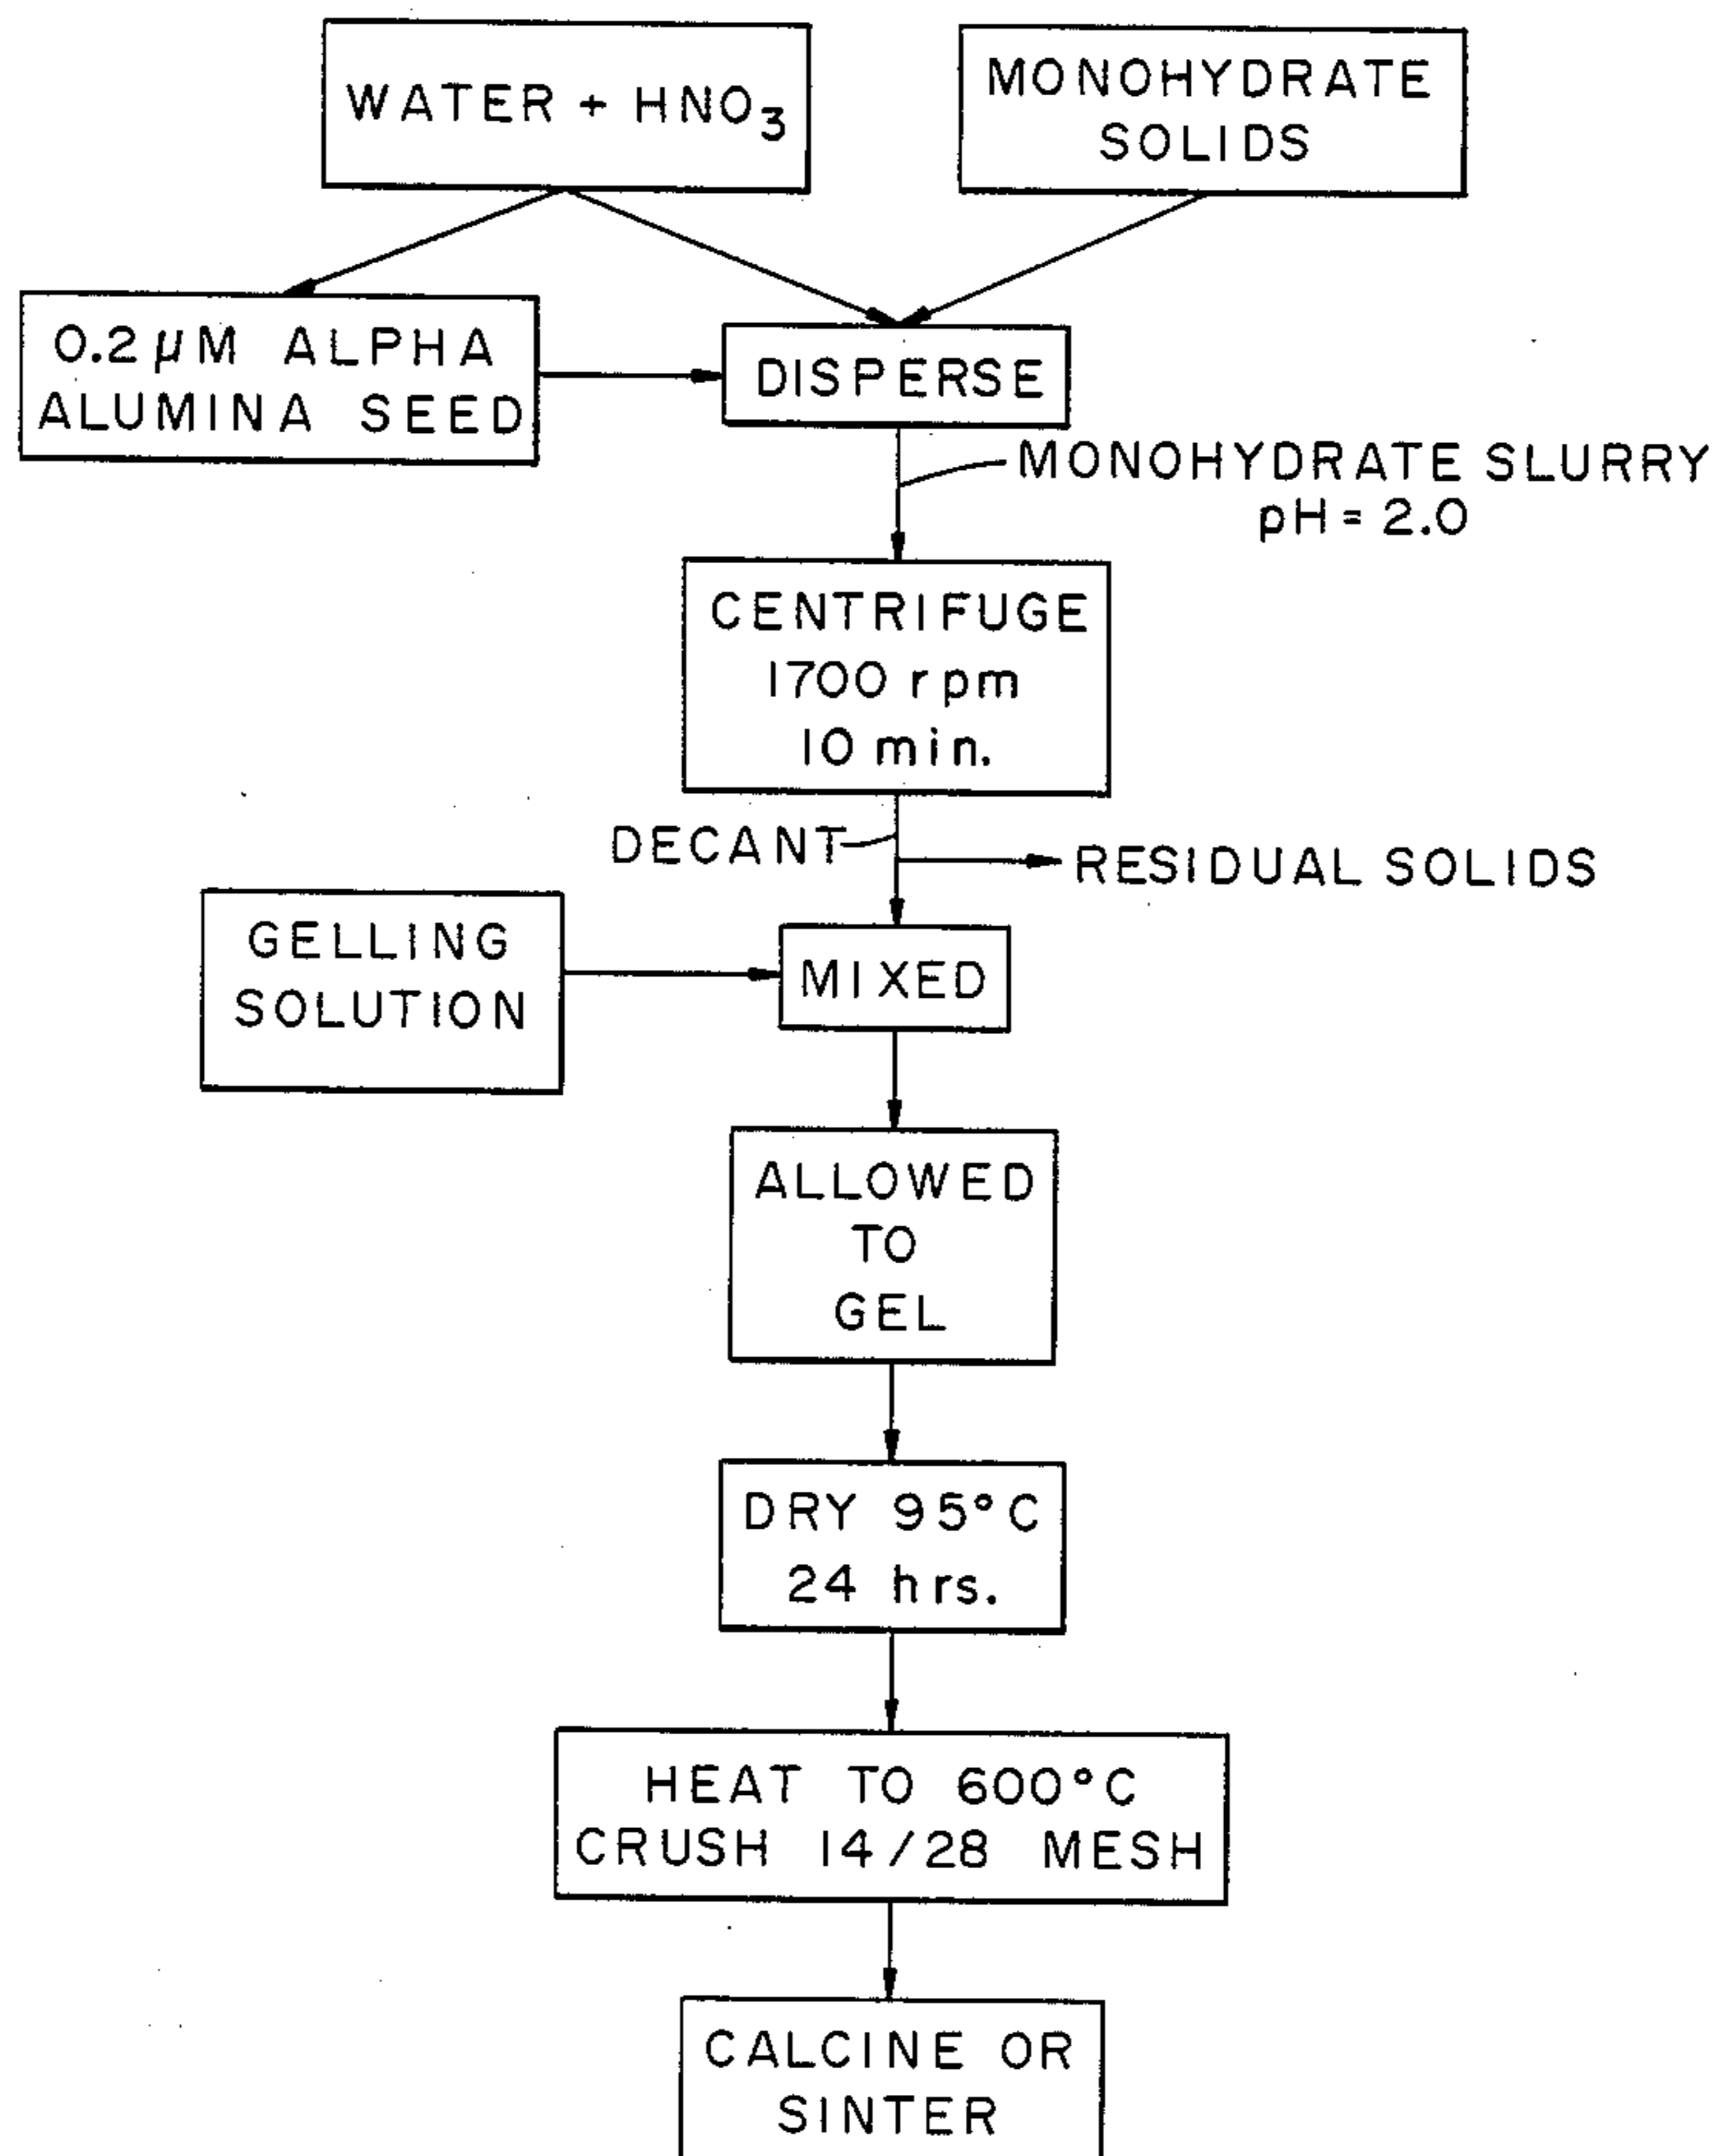 WATER + HNO₃
MONOHYDRATE
SOLIDS
0.2 μM ALPHA
ALUMINA SEED
DISPERSE
MONOHYDRATE SLURRY
pH = 2.0
CENTRIFUGE
1700 rpm
10 min.
DECANT
RESIDUAL SOLIDS
GELLING
SOLUTION
MIXED
ALLOWED
TO
GEL
DRY 95°C
24 hrs.
HEAT TO 600°C
CRUSH 14/28 MESH
CALCINE OR
SINTER